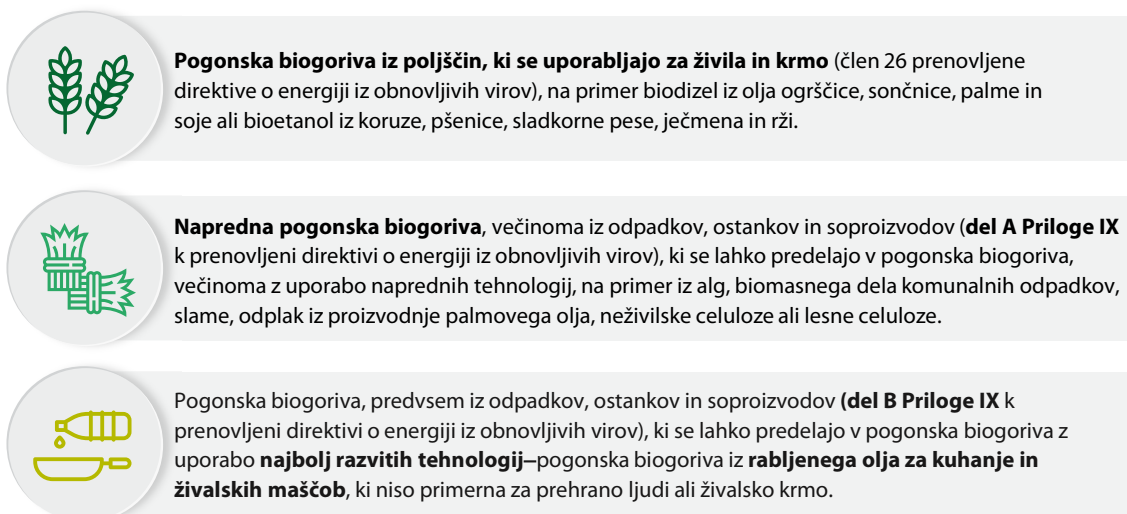 Pogonska biogoriva iz poljščin, ki se uporabljajo za živila in krmo (člen 26 prenovljene
direktive o energiji iz obnovljivih virov), na primer biodizel iz olja ogrščice, sončnice, palme in
soje ali bioetanol iz koruze, pšenice, sladkorne pese, ječmena in rži.
Napredna pogonska biogoriva, večinoma iz odpadkov, ostankov in soproizvodov (del A Priloge IX
k prenovljeni direktivi o energiji iz obnovljivih virov), ki se lahko predelajo v pogonska biogoriva,
večinoma z uporabo naprednih tehnologij, na primer iz alg, biomasnega dela komunalnih odpadkov,
slame, odplak iz proizvodnje palmovega olja, neživilske celuloze ali lesne celuloze.
Pogonska biogoriva, predvsem iz odpadkov, ostankov in soproizvodov (del B Priloge IX k
prenovljeni direktivi o energiji iz obnovljivih virov), ki se lahko predelajo v pogonska biogoriva z
uporabo najbolj razvitih tehnologij–pogonska biogoriva iz rabljenega olja za kuhanje in
živalskih maščob, ki niso primerna za prehrano ljudi ali živalsko krmo.